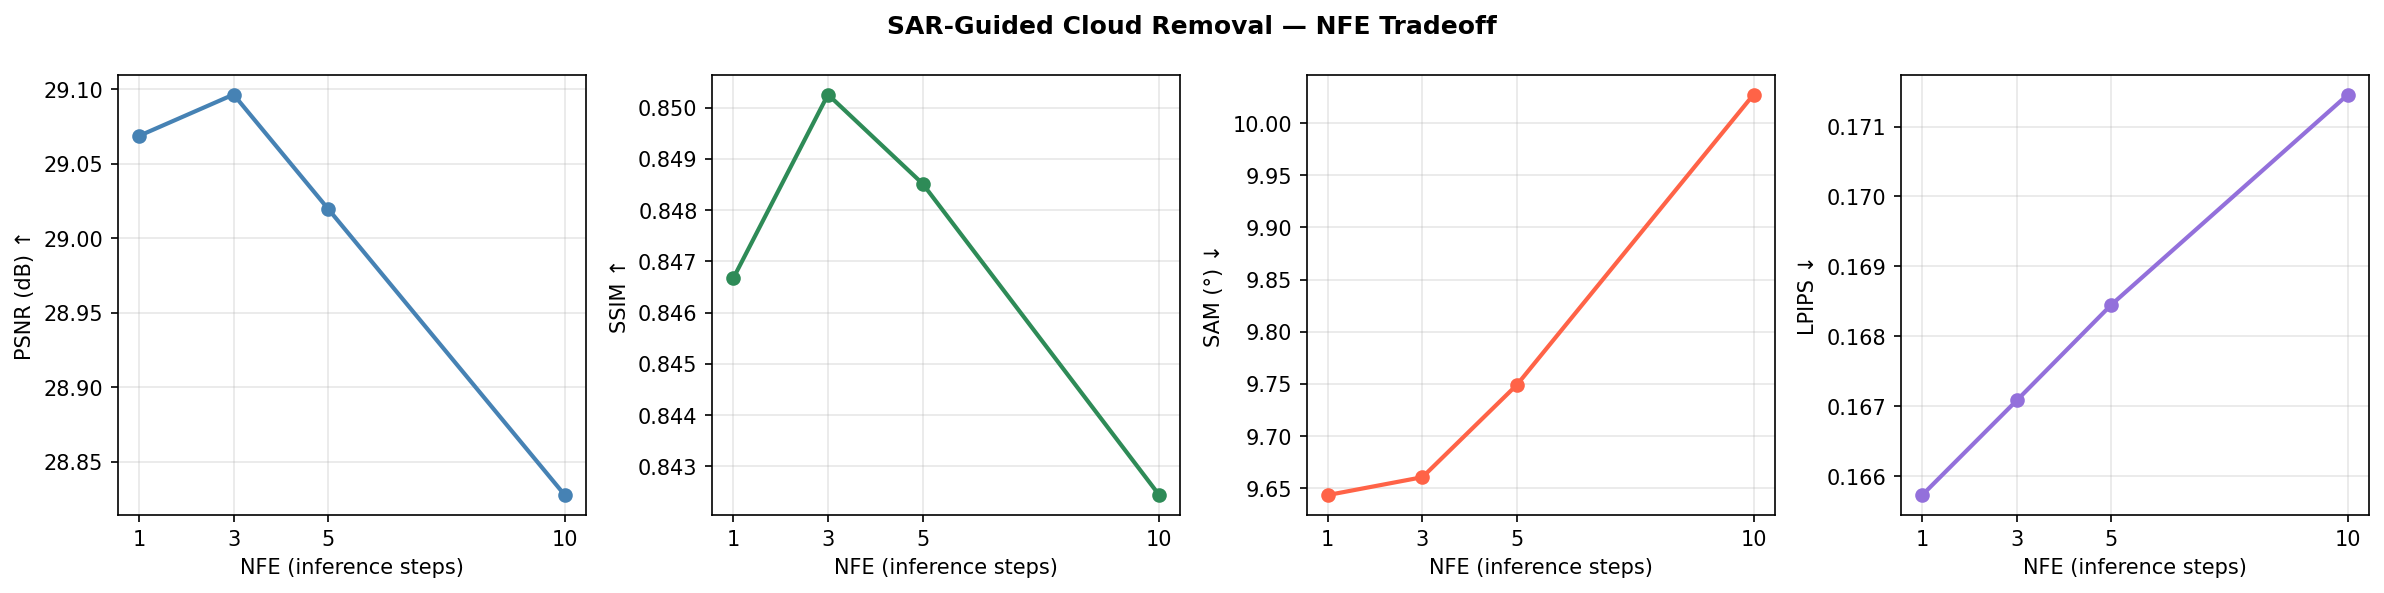 SAR-Guided Cloud Removal — NFE Tradeoff
PSNR (dB) ↑
29.10
29.05
29.00
28.95
28.90
28.85
1 3 5 10
NFE (inference steps)
SSIM ↑
0.850
0.849
0.848
0.847
0.846
0.845
0.844
0.843
1 3 5 10
NFE (inference steps)
SAM (°) ↓
10.00
9.95
9.90
9.85
9.80
9.75
9.70
9.65
1 3 5 10
NFE (inference steps)
LPIPS ↓
0.171
0.170
0.169
0.168
0.167
0.166
1 3 5 10
NFE (inference steps)